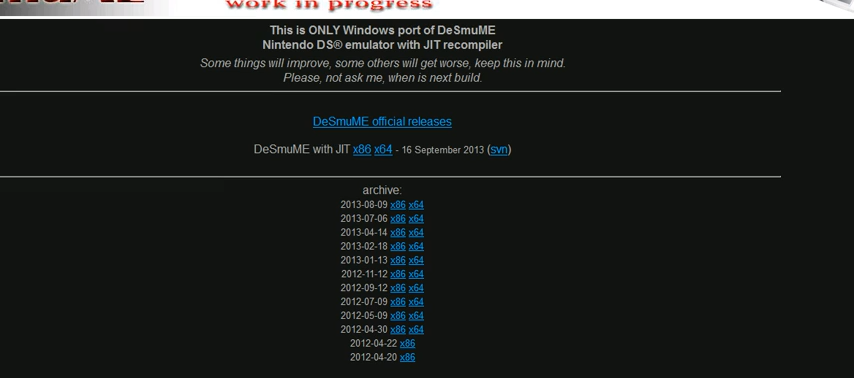 work in progress
This is ONLY Windows port of DeSmuME
Nintendo DS® emulator with JIT recompiler
Some things will improve, some others will get worse, keep this in mind.
Please, not ask me, when is next build.
DeSmuME official releases
DeSmuME with JIT x86 x64 - 16 September 2013 (svn)
archive:
2013-08-09 x86 x64
2013-07-06 x86 x64
2013-04-14 x86 x64
2013-02-18 x86 x64
2013-01-13 x86 x64
2012-11-12 x86 x64
2012-09-12 x86 x64
2012-07-09 x86 x64
2012-05-09 x86 x64
2012-04-30 x86 x64
2012-04-22 x86
2012-04-20 x86